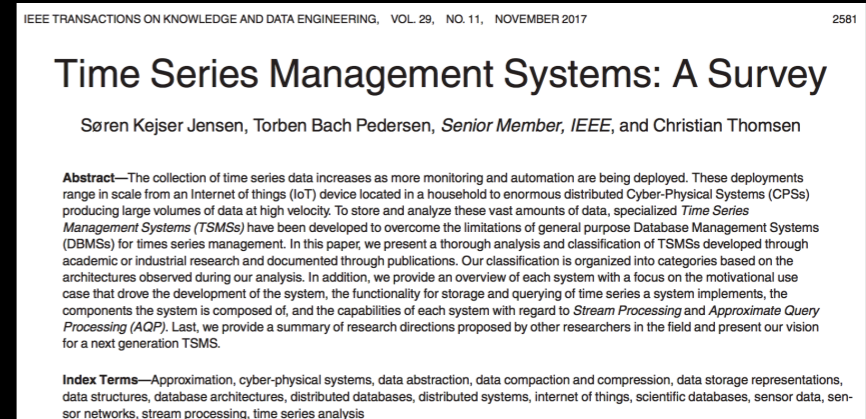 IEEE TRANSACTIONS ON KNOWLEDGE AND DATA ENGINEERING, VOL. 29, NO. 11, NOVEMBER 2017 2581
Time Series Management Systems: A Survey
Søren Kejser Jensen, Torben Bach Pedersen, Senior Member, IEEE, and Christian Thomsen
Abstract—The collection of time series data increases as more monitoring and automation are being deployed. These deployments
range in scale from an Internet of things (IoT) device located in a household to enormous distributed Cyber-Physical Systems (CPSs)
producing large volumes of data at high velocity. To store and analyze these vast amounts of data, specialized Time Series
Management Systems (TSMSs) have been developed to overcome the limitations of general purpose Database Management Systems
(DBMSs) for times series management. In this paper, we present a thorough analysis and classification of TSMSs developed through
academic or industrial research and documented through publications. Our classification is organized into categories based on the
architectures observed during our analysis. In addition, we provide an overview of each system with a focus on the motivational use
case that drove the development of the system, the functionality for storage and querying of time series a system implements, the
components the system is composed of, and the capabilities of each system with regard to Stream Processing and Approximate Query
Processing (AQP). Last, we provide a summary of research directions proposed by other researchers in the field and present our vision
for a next generation TSMS.
Index Terms—Approximation, cyber-physical systems, data abstraction, data compaction and compression, data storage representations,
data structures, database architectures, distributed databases, distributed systems, internet of things, scientific databases, sensor data, sen-
sor networks, stream processing, time series analysis